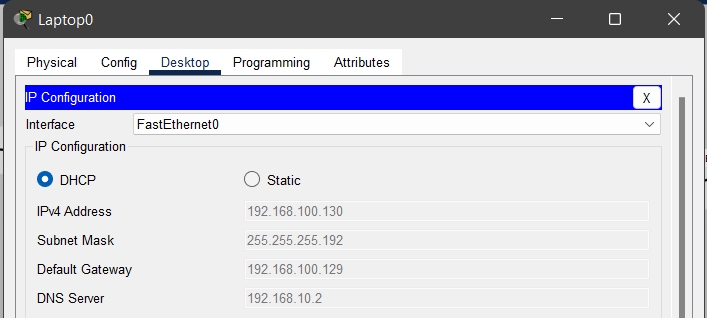 Laptop0
Physical Config Desktop Programming Attributes
IP Configuration X
Interface FastEthernet0
IP Configuration
DHCP Static
IPv4 Address 192.168.100.130
Subnet Mask 255.255.255.192
Default Gateway 192.168.100.129
DNS Server 192.168.10.2